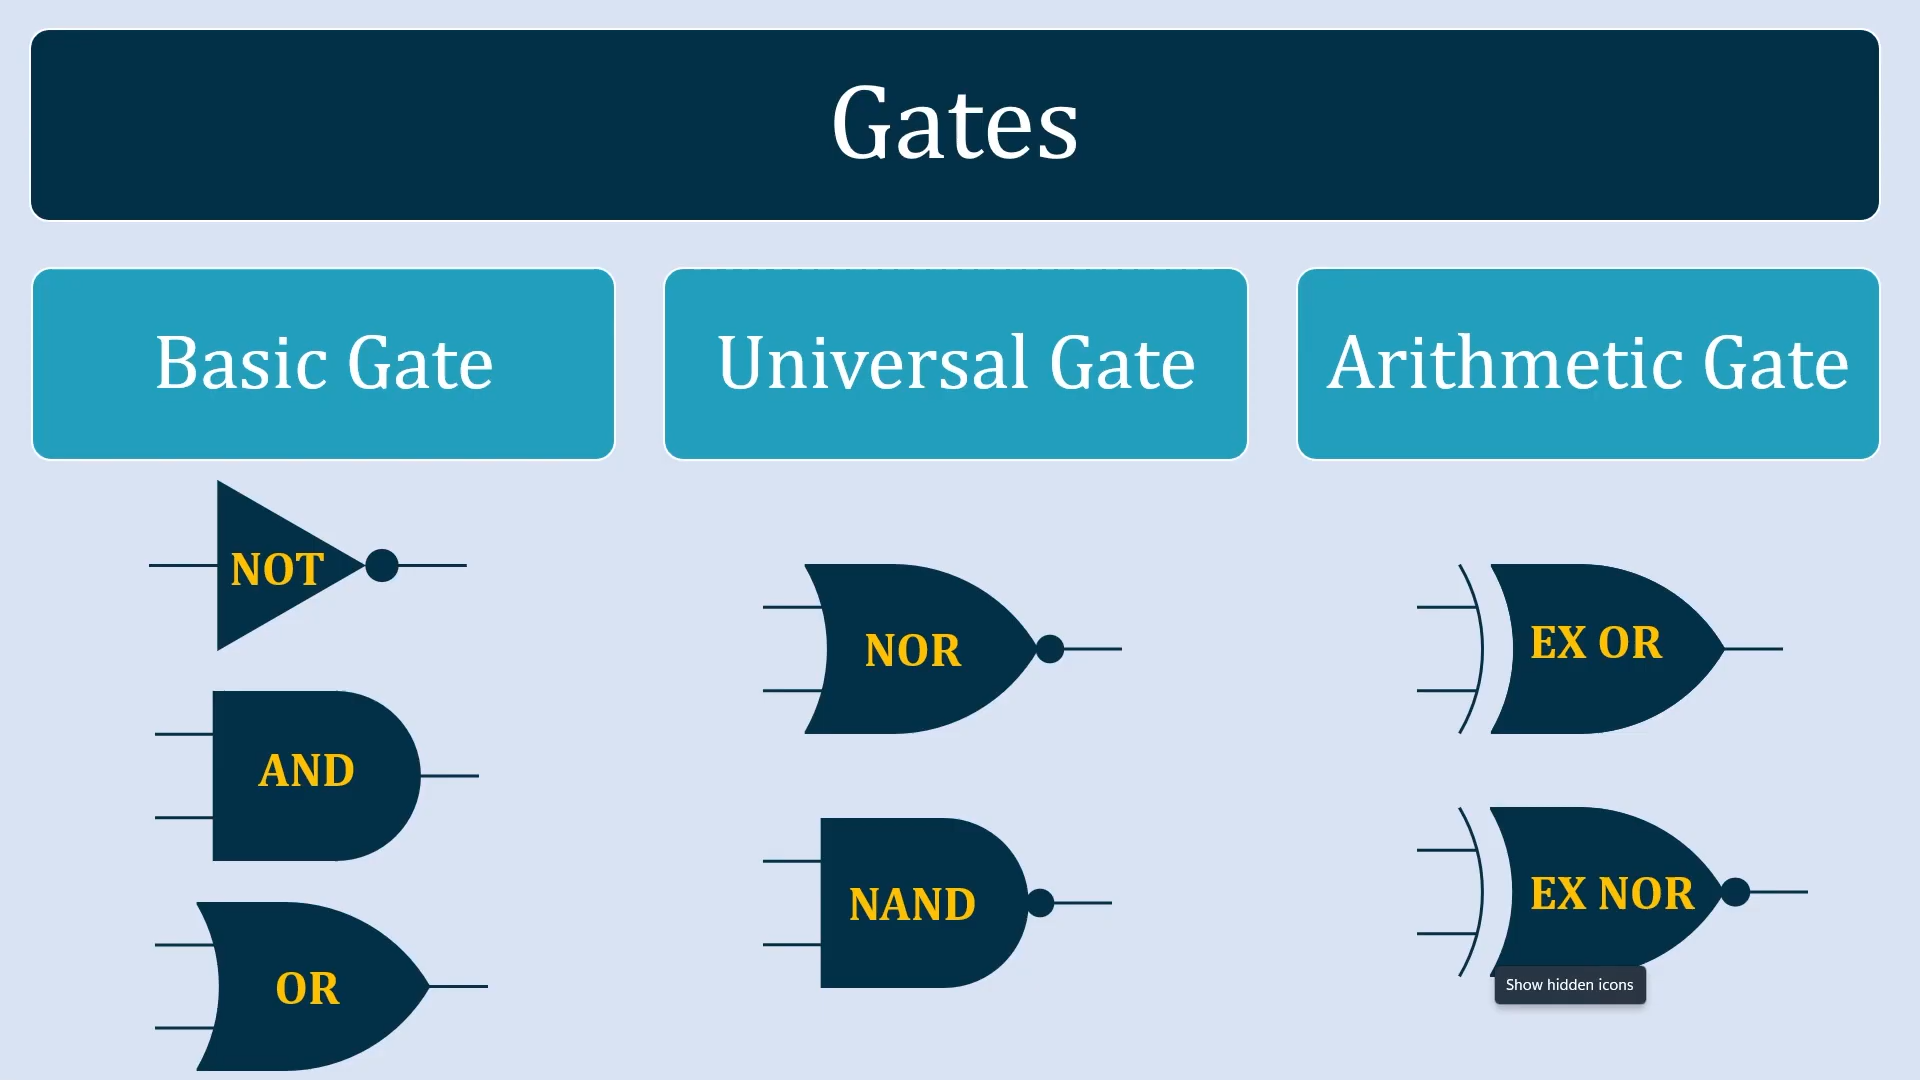 Gates
Basic Gate
Universal Gate
Arithmetic Gate
NOT
AND
OR
NOR
NAND
EX OR
EX NOR
Show hidden icons